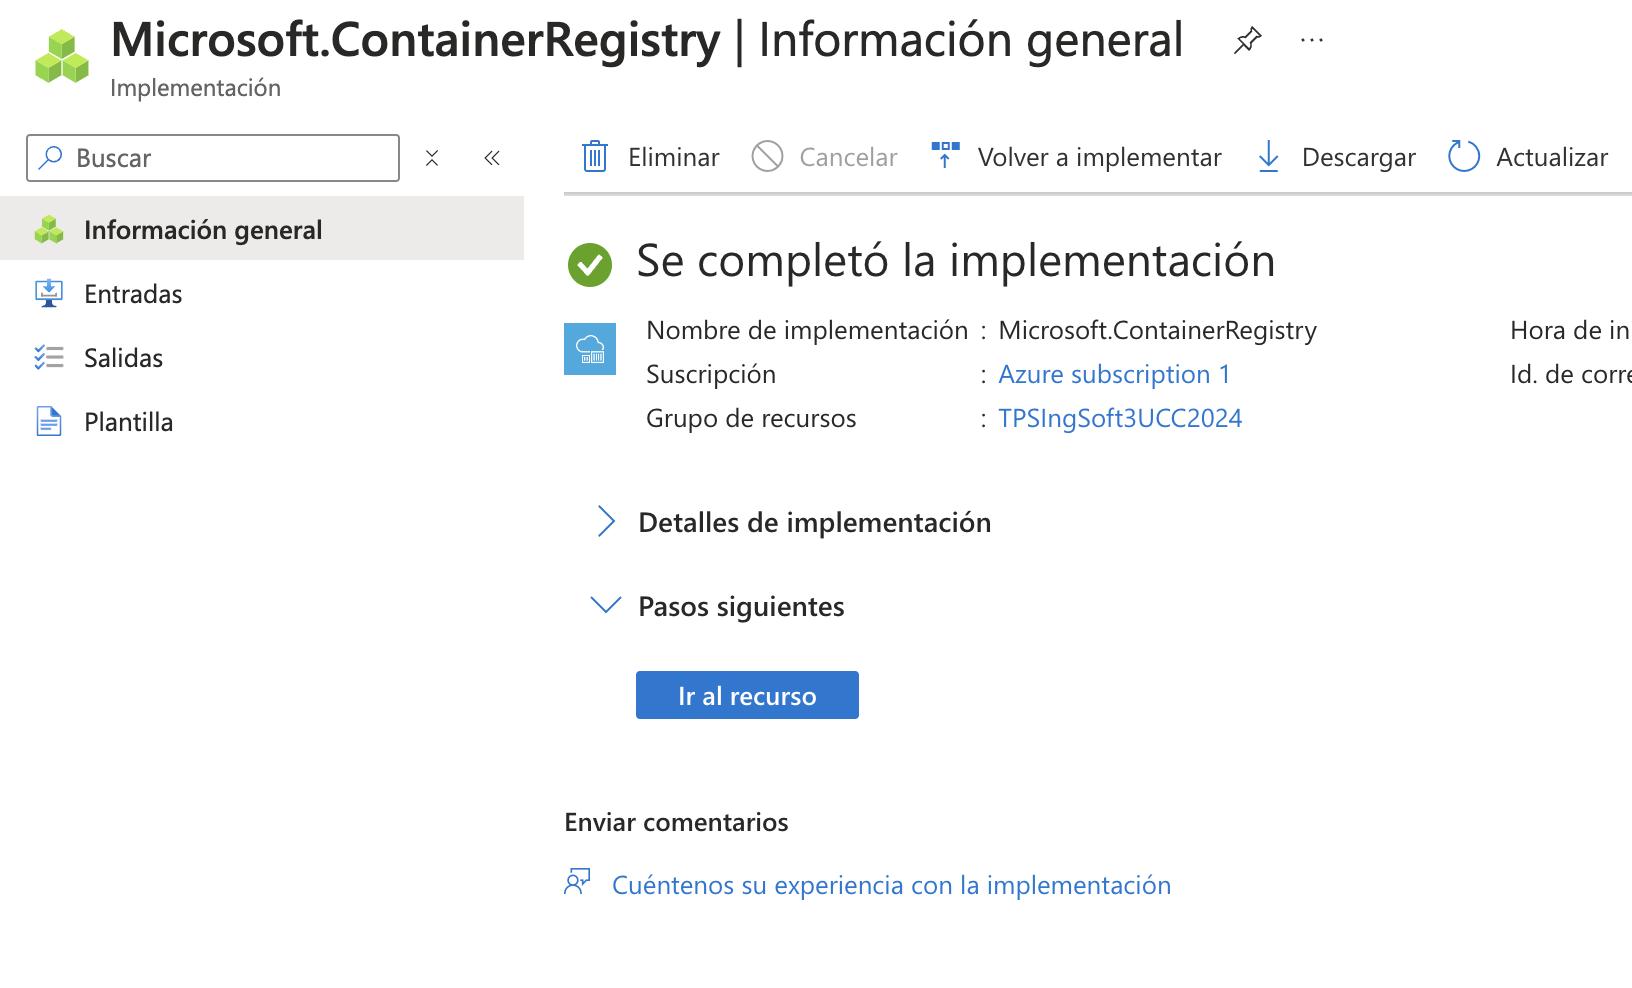 Microsoft.ContainerRegistry | Información general
Implementación
Buscar
Eliminar
Cancelar
Volver a implementar
Descargar
Actualizar
Información general
Entradas
Salidas
Plantilla
Se completó la implementación
Nombre de implementación : Microsoft.ContainerRegistry
Hora de in
Suscripción : Azure subscription 1
Id. de corre
Grupo de recursos : TPSIngSoft3UCC2024
Detalles de implementación
Pasos siguientes
Ir al recurso
Enviar comentarios
Cuéntenos su experiencia con la implementación